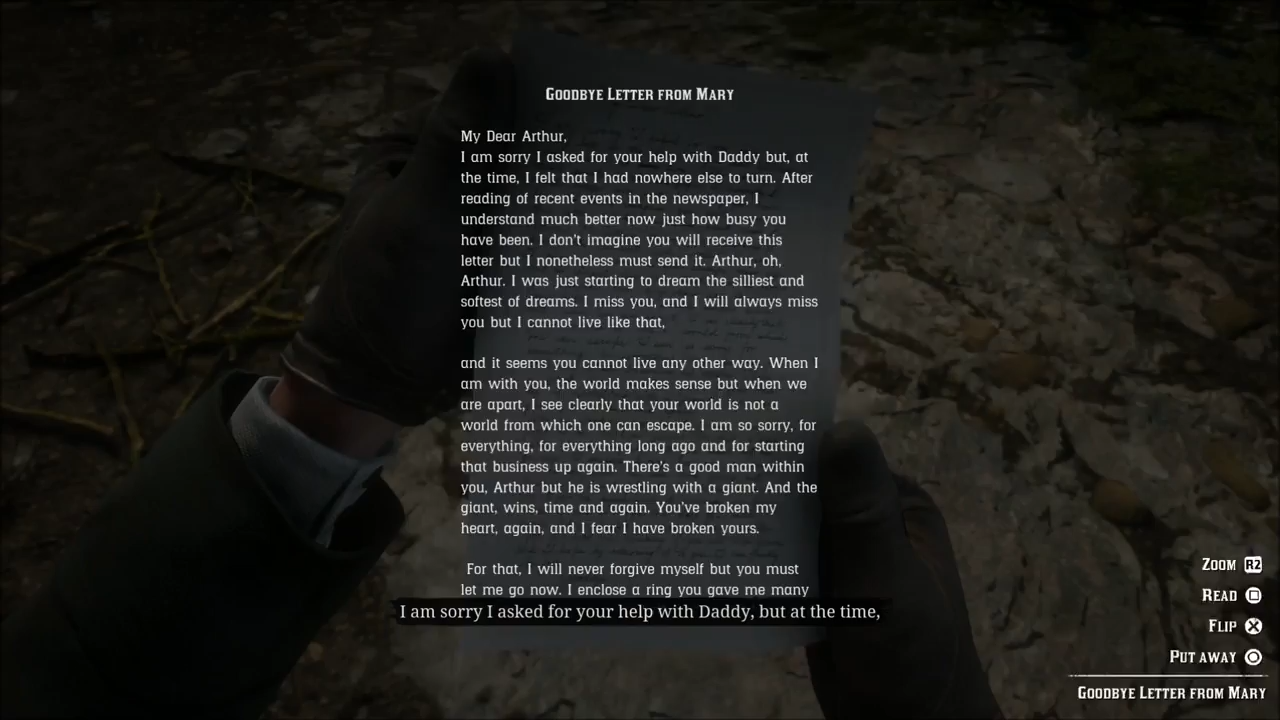 Goodbye Letter from Mary
My Dear Arthur,
I am sorry I asked for your help with Daddy but, at
the time, I felt that I had nowhere else to turn. After
reading of recent events in the newspaper, I
understand much better now just how busy you
have been. I don't imagine you will receive this
letter but I nonetheless must send it. Arthur, oh,
Arthur. I was just starting to dream the silliest and
softest of dreams. I miss you, and I will always miss
you but I cannot live like that,
and it seems you cannot live any other way. When I
am with you, the world makes sense but when we
are apart, I see clearly that your world is not a
world from which one can escape. I am so sorry, for
everything, for everything long ago and for starting
that business up again. There's a good man within
you, Arthur but he is wrestling with a giant. And the
giant, wins, time and again. You've broken my
heart, again, and I fear I have broken yours.
For that, I will never forgive myself but you must
let me go now. I enclose a ring you gave me many
I am sorry I asked for your help with Daddy, but at the time,
Zoom R2
Read
Flip
Put away
Goodbye Letter from Mary